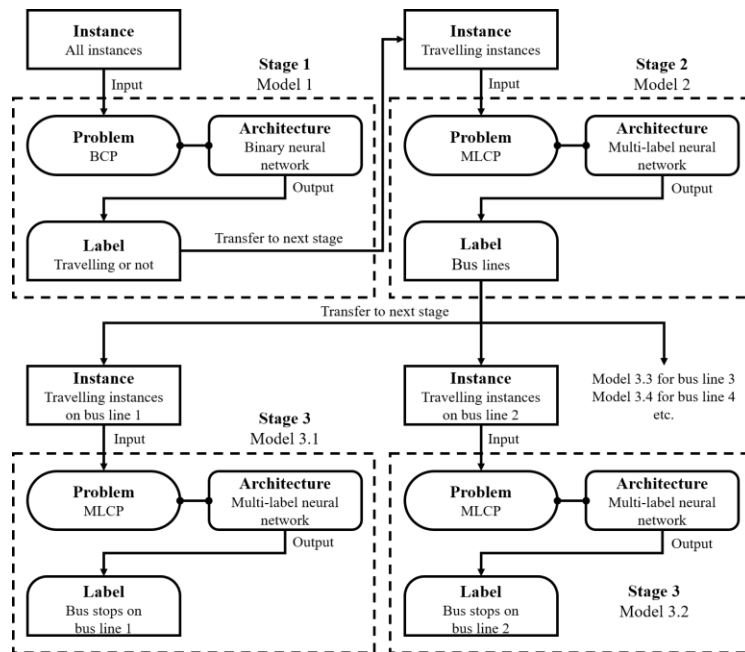 Instance
All instances
Input
Stage 1
Model 1
Problem
BCP
Architecture
Binary neural
network
Output
Label
Travelling or not
Transfer to next stage
Instance
Travelling instances
Input
Stage 2
Model 2
Problem
MLCP
Architecture
Multi-label neural
network
Output
Label
Bus lines
Transfer to next stage
Instance
Travelling instances
on bus line 1
Input
Stage 3
Model 3.1
Problem
MLCP
Architecture
Multi-label neural
network
Output
Label
Bus stops on
bus line 1
Instance
Travelling instances
on bus line 2
Input
Model 3.3 for bus line 3
Model 3.4 for bus line 4
etc.
Problem
MLCP
Architecture
Multi-label neural
network
Output
Label
Bus stops on
bus line 2
Stage 3
Model 3.2